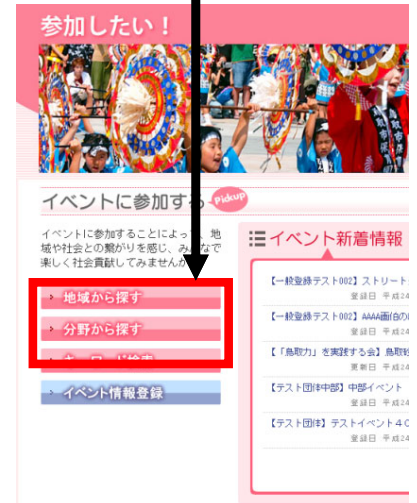 参加したい！
イベントに参加する
Pickup
イベントに参加することによって、地
域や社会との繋がりを感じ、みんなで
楽しく社会貢献してみませんか
地域から探す
分野から探す
キーワード検索
イベント情報登録
イベント新着情報
【一般登録テスト002】ストリート
登録日 平成24
【一般登録テスト002】AAAA画(白の
登録日 平成24
【「鳥取力」を実践する会】鳥取
更新日 平成24
【テスト団体中部】中部イベント
登録日 平成24
【テスト団体】テストイベント４０
登録日 平成24